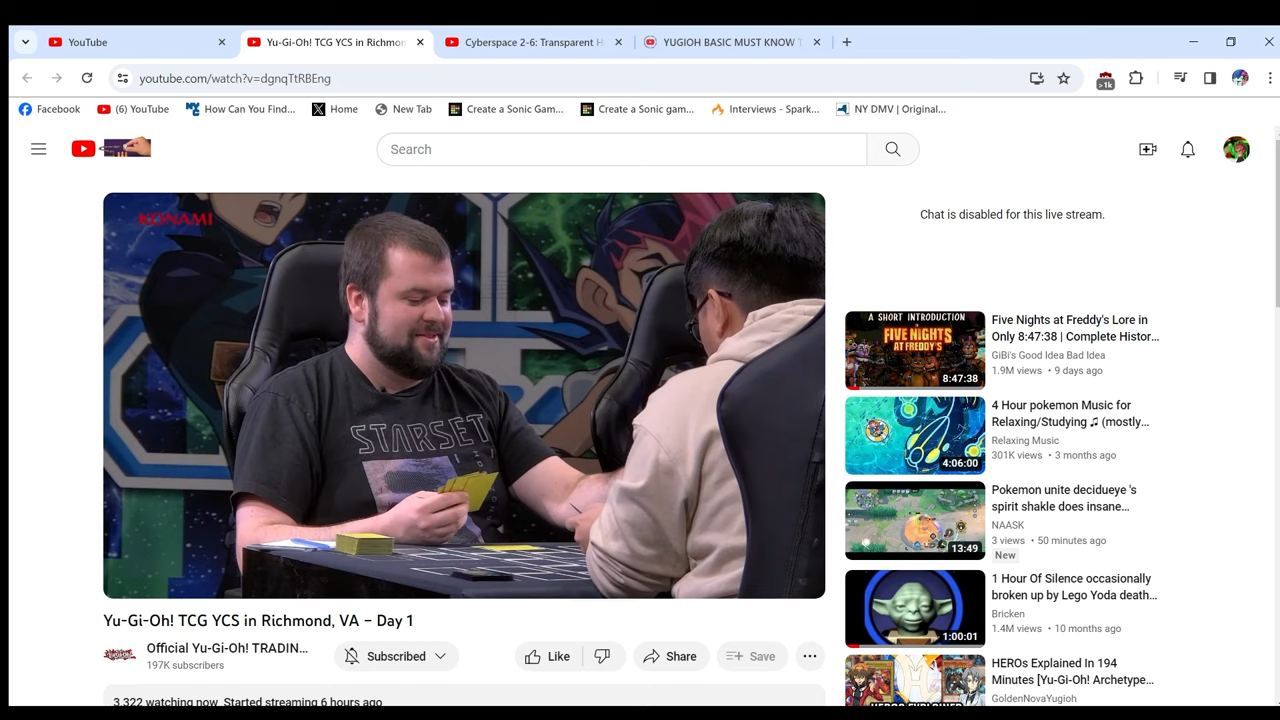 YouTube
Yu-Gi-Oh! TCG YCS in Richmon
Cyberspace 2-6: Transparent H
YUGIOH BASIC MUST KNOW T
youtube.com/watch?v=dgnqTtRBEng
>1k
Facebook
(6) YouTube
How Can You Find...
Home
New Tab
Create a Sonic Gam...
Create a Sonic gam...
Interviews - Spark...
NY DMV | Original...
Search
KONAMI
STARSET
Chat is disabled for this live stream.
A SHORT INTRODUCTION
FIVE NIGHTS
AT FREDDY'S
8:47:38
Five Nights at Freddy's Lore in
Only 8:47:38 | Complete Histor...
GiBi's Good Idea Bad Idea
1.9M views • 9 days ago
4:06:00
4 Hour pokemon Music for
Relaxing/Studying ♫ (mostly...
Relaxing Music
301K views • 3 months ago
13:49
Pokemon unite decidueye 's
spirit shakle does insane...
NAASK
3 views • 50 minutes ago
New
1:00:01
1 Hour Of Silence occasionally
broken up by Lego Yoda death...
Bricken
1.4M views • 10 months ago
HEROs Explained In 194
Minutes [Yu-Gi-Oh! Archetype...
GoldenNovaYugioh
Yu-Gi-Oh! TCG YCS in Richmond, VA – Day 1
Official Yu-Gi-Oh! TRADIN...
197K subscribers
Subscribed
Like
Share
Save
3,322 watching now Started streaming 6 hours ago